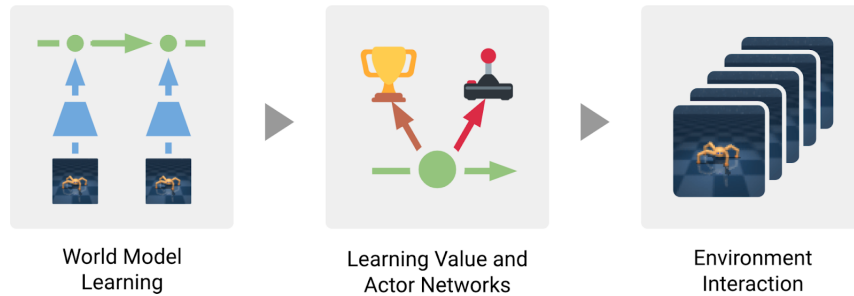 World Model
Learning
Learning Value and
Actor Networks
Environment
Interaction